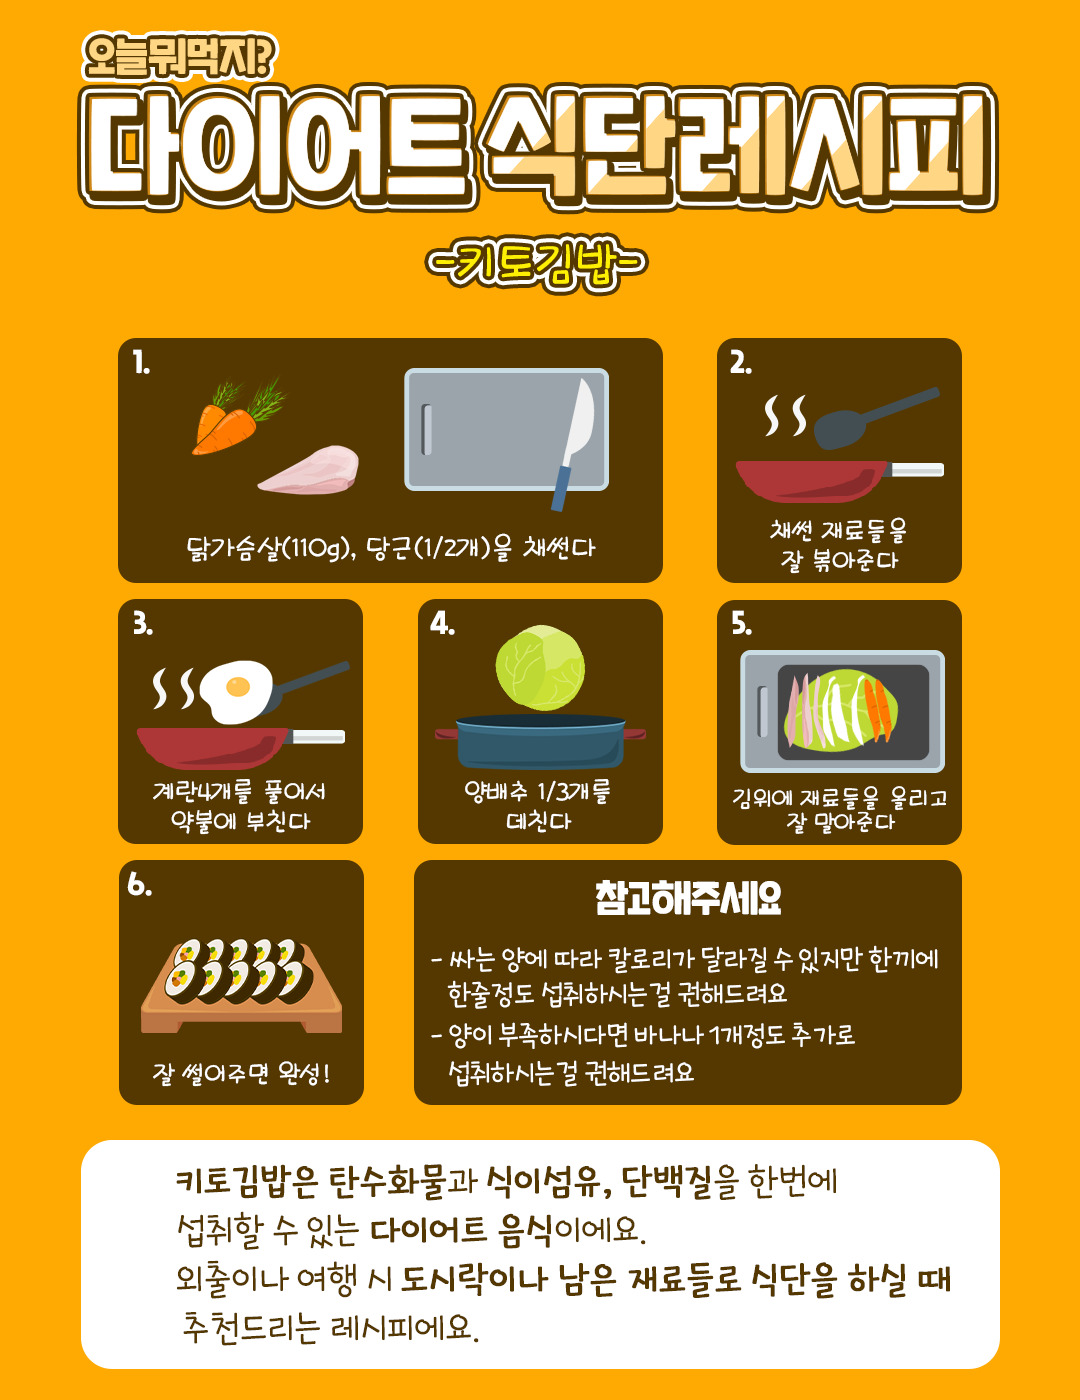 오늘뭐먹지?
다이어트 식단레시피
-키토김밥-
1.
닭가슴살(110g), 당근(1/2개)을 채썬다
2.
채썬 재료들을
잘 볶아준다
3.
계란4개를 풀어서
약불에 부친다
4.
양배추 1/3개를
데친다
5.
김위에 재료들을 올리고
잘 말아준다
6.
잘 썰어주면 완성!
참고해주세요
- 싸는 양에 따라 칼로리가 달라질 수 있지만 한끼에
한줄정도 섭취하시는걸 권해드려요
- 양이 부족하시다면 바나나 1개정도 추가로
섭취하시는걸 권해드려요
키토김밥은 탄수화물과 식이섬유, 단백질을 한번에
섭취할 수 있는 다이어트 음식이에요.
외출이나 여행 시 도시락이나 남은 재료들로 식단을 하실 때
추천드리는 레시피에요.